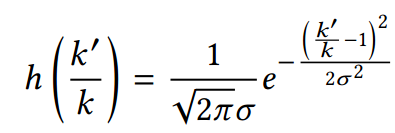 h(k′/k) = 1/(√(2π)σ) e^(−(k′/k −1)²/(2σ²))